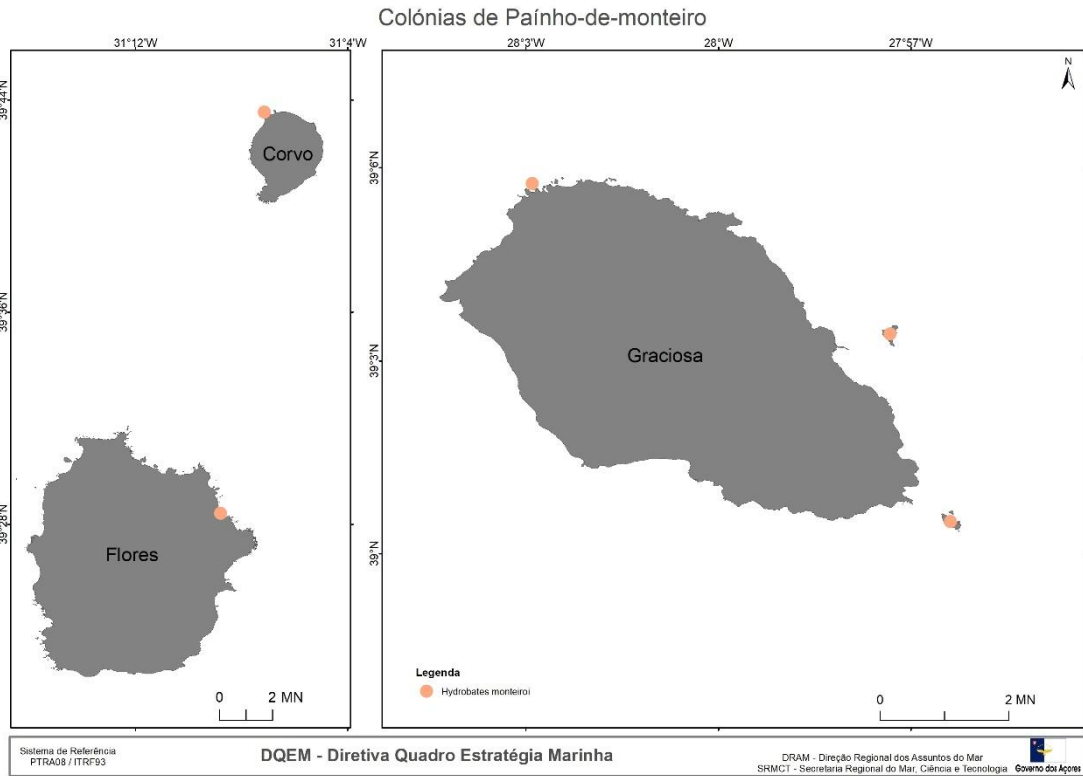 Colónias de Paínho-de-monteiro
31°12'W
31°4'W
28°3'W
28°W
27°57'W
N
39°44'N
39°36'N
39°28'N
39°6'N
39°3'N
39°N
Corvo
Flores
Graciosa
0 2 MN
Legenda
Hydrobates monteiroi
0 2 MN
Sistema de Referência
PTRA08 / ITRF93
DQEM - Diretiva Quadro Estratégia Marinha
DRAM - Direção Regional dos Assuntos do Mar
SRMCT - Secretaria Regional do Mar, Ciência e Tecnologia
Governo dos Açores